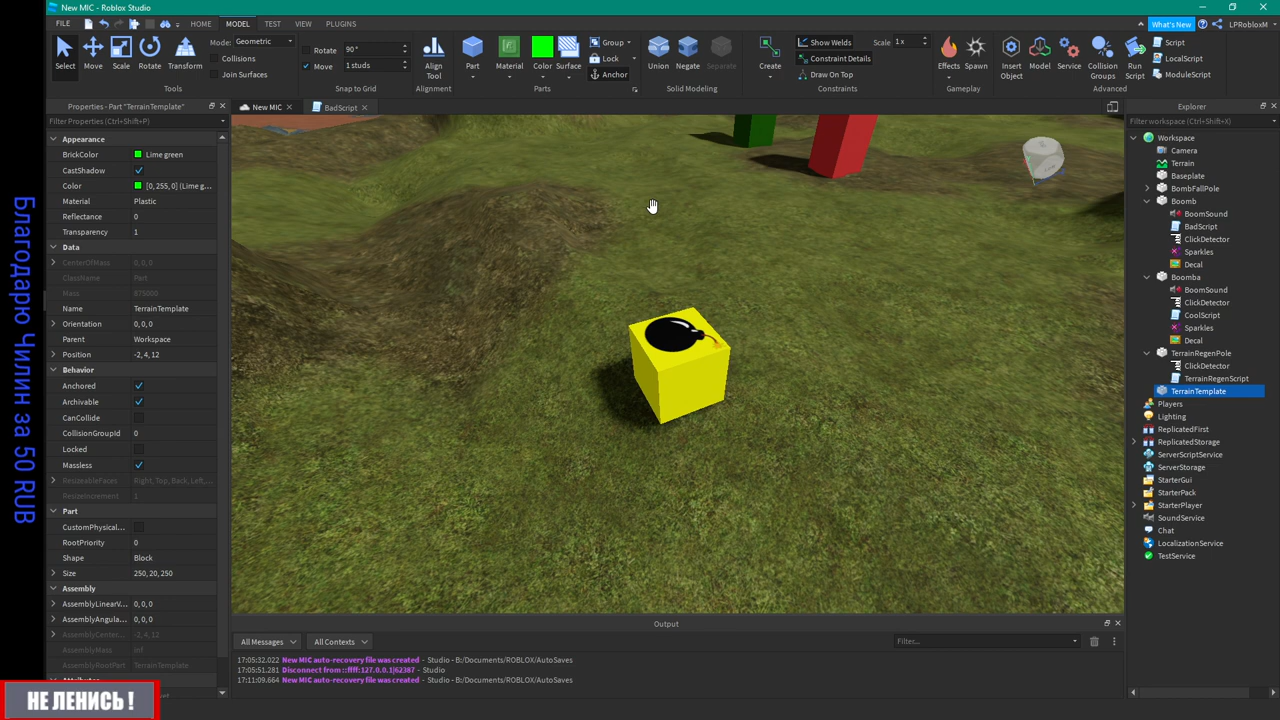 New MIC - Roblox Studio
FILE HOME MODEL TEST VIEW PLUGINS What's New LPRobloxM
Select Move Scale Rotate Transform
Mode: Geometric
Collisions
Join Surfaces
Tools
Rotate 90°
Move 1 studs
Snap to Grid
Align Tool
Alignment
Part Material Color Surface
Group
Lock
Anchor
Parts
Union Negate Separate
Solid Modeling
Create
Show Welds
Constraint Details
Draw On Top
Scale 1 x
Constraints
Effects Spawn
Gameplay
Insert Object Model Service Collision Groups Run Script
Script
LocalScript
ModuleScript
Advanced
Properties - Part "TerrainTemplate"
Filter Properties (Ctrl+Shift+P)
Appearance
BrickColor Lime green
CastShadow
Color [0, 255, 0] (Lime g...
Material Plastic
Reflectance 0
Transparency 1
Data
CenterOfMass 0, 0, 0
ClassName Part
Mass 875000
Name TerrainTemplate
Orientation 0, 0, 0
Parent Workspace
Position -2, 4, 12
Behavior
Anchored
Archivable
CanCollide
CollisionGroupId 0
Locked
Massless
ResizeableFaces Right, Top, Back, Left,...
ResizeIncrement 1
Part
CustomPhysical...
RootPriority 0
Shape Block
Size 250, 20, 250
Assembly
AssemblyLinearV... 0, 0, 0
AssemblyAngula... 0, 0, 0
AssemblyCenter... -2, 4, 12
AssemblyMass inf
AssemblyRootPart TerrainTemplate
New MIC BadScript
Output
All Messages All Contexts Filter...
17:05:32.022 New MIC auto-recovery file was created - Studio - B:/Documents/ROBLOX/AutoSaves
17:05:51.281 Disconnect from ::ffff:127.0.0.1|62387 - Studio
17:11:09.664 New MIC auto-recovery file was created - Studio - B:/Documents/ROBLOX/AutoSaves
Explorer
Filter workspace (Ctrl+Shift+X)
Workspace
Camera
Terrain
Baseplate
BombFallPole
Boomb
BoomSound
BadScript
ClickDetector
Sparkles
Decal
Boomba
BoomSound
ClickDetector
CoolScript
Sparkles
Decal
TerrainRegenPole
ClickDetector
TerrainRegenScript
TerrainTemplate
Players
Lighting
ReplicatedFirst
ReplicatedStorage
ServerScriptService
ServerStorage
StarterGui
StarterPack
StarterPlayer
SoundService
Chat
LocalizationService
TestService
Благодарю Чилин за 50 RUB
НЕ ЛЕНИСЬ !